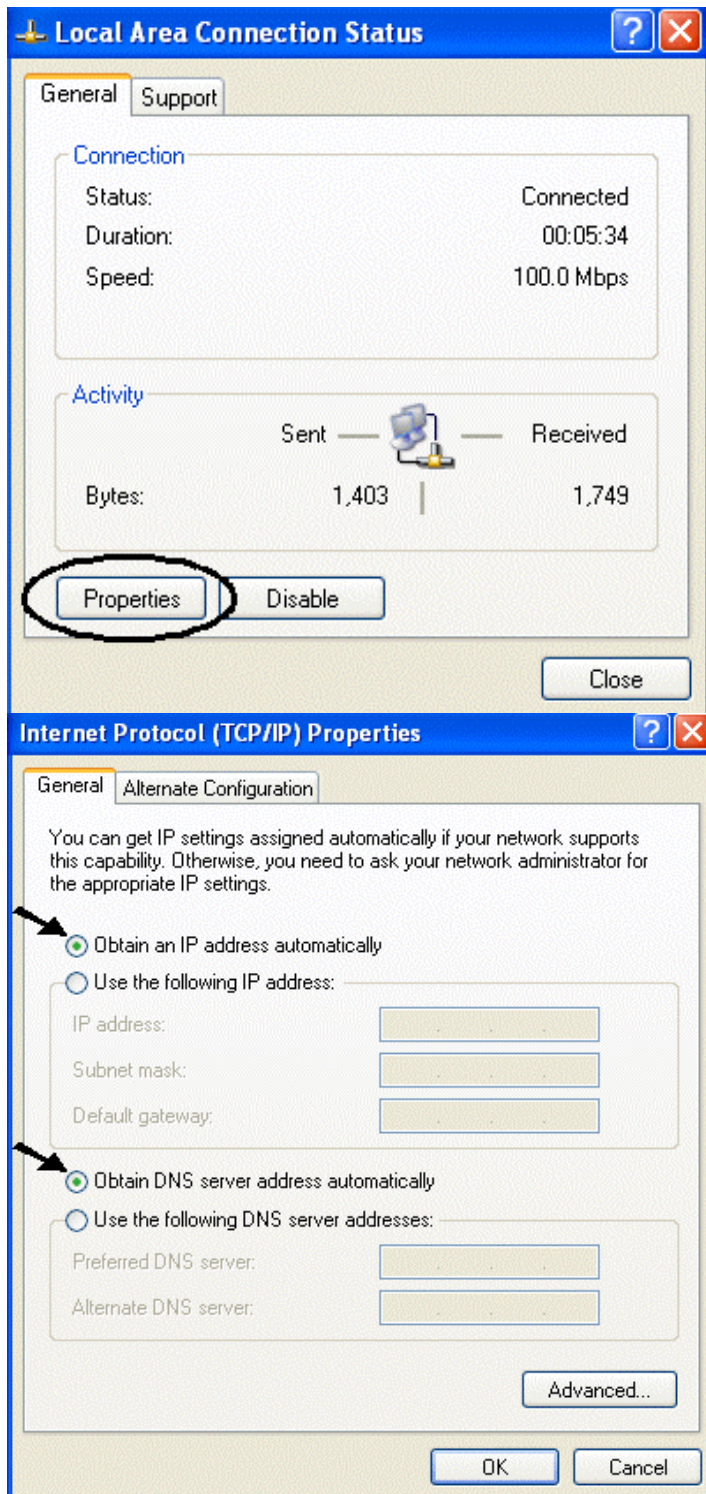 Local Area Connection Status
General Support
Connection
Status: Connected
Duration: 00:05:34
Speed: 100.0 Mbps
Activity
Sent Received
Bytes: 1,403 1,749
Properties Disable
Close
Internet Protocol (TCP/IP) Properties
General Alternate Configuration
You can get IP settings assigned automatically if your network supports
this capability. Otherwise, you need to ask your network administrator for
the appropriate IP settings.
Obtain an IP address automatically
Use the following IP address:
IP address:
Subnet mask:
Default gateway:
Obtain DNS server address automatically
Use the following DNS server addresses:
Preferred DNS server:
Alternate DNS server:
Advanced...
OK Cancel